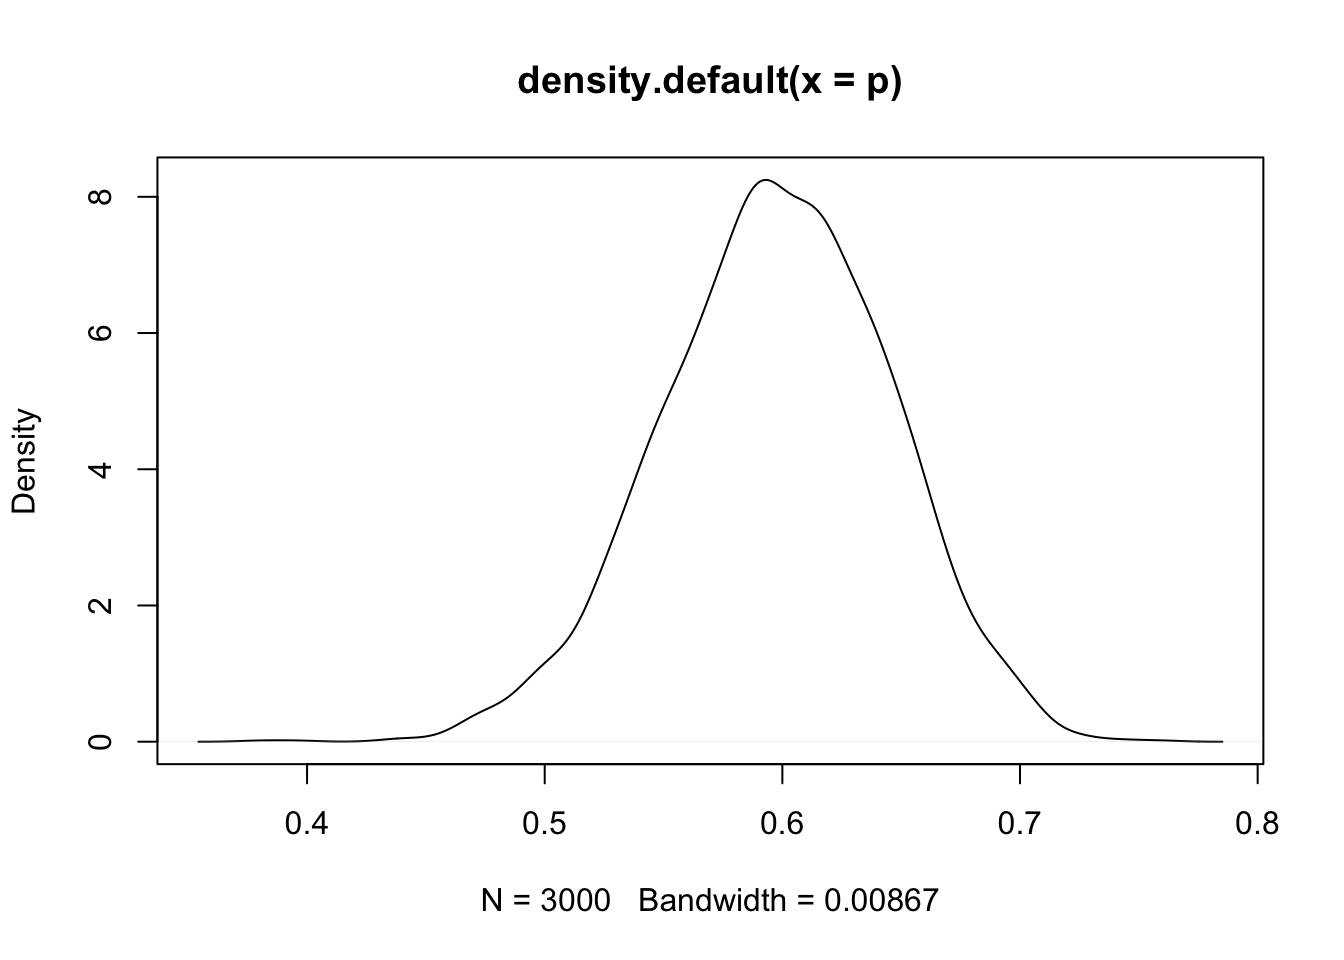 density.default(x = p)
Density
8
6
4
2
0
0.4 0.5 0.6 0.7 0.8
N = 3000 Bandwidth = 0.00867